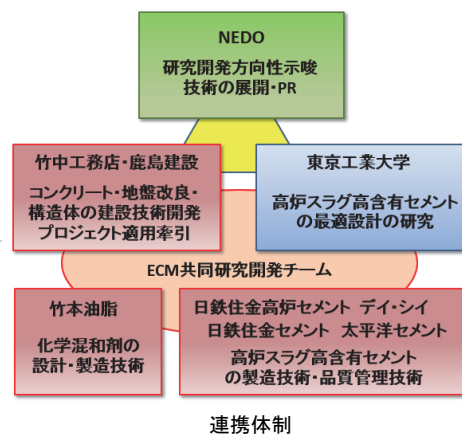 NEDO
研究開発方向性示唆
技術の展開・PR
竹中工務店・鹿島建設
コンクリート・地盤改良・
構造体の建設技術開発
プロジェクト適用牽引
東京工業大学
高炉スラグ高含有セメント
の最適設計の研究
ECM共同研究開発チーム
竹本油脂
化学混和剤の
設計・製造技術
日鉄住金高炉セメント デイ・シイ
日鉄住金セメント 太平洋セメント
高炉スラグ高含有セメント
の製造技術・品質管理技術
連携体制